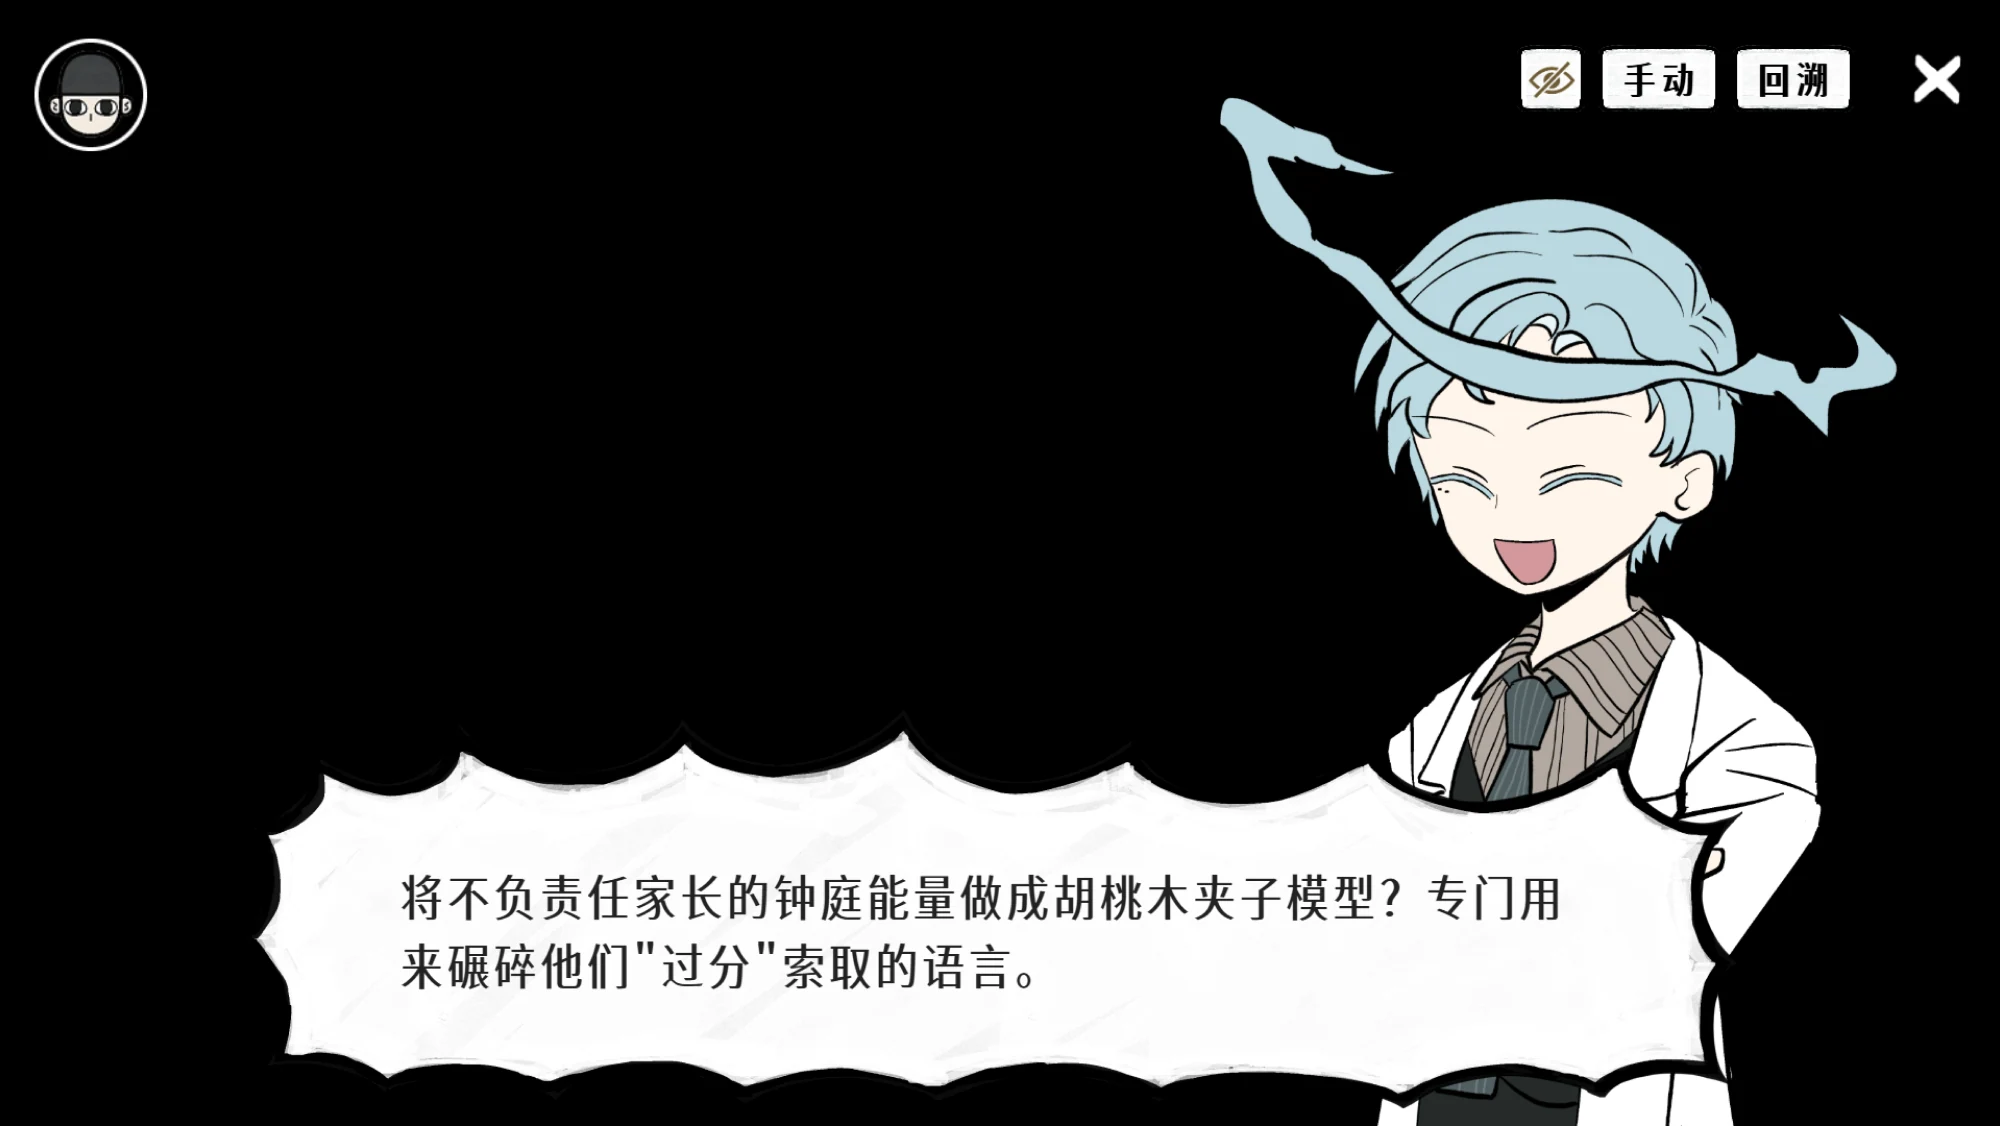 手动
回溯
将不负责任家长的钟庭能量做成胡桃木夹子模型？专门用
来碾碎他们"过分"索取的语言。